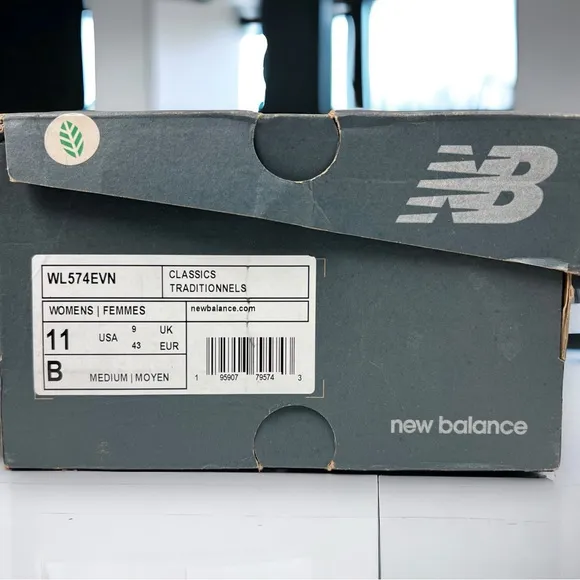 NB
WL574EVN
CLASSICS
TRADITIONNELS
WOMENS | FEMMES
newbalance.com
11 USA 9 UK
43 EUR
B MEDIUM | MOYEN
1 95907 79574 3
new balance